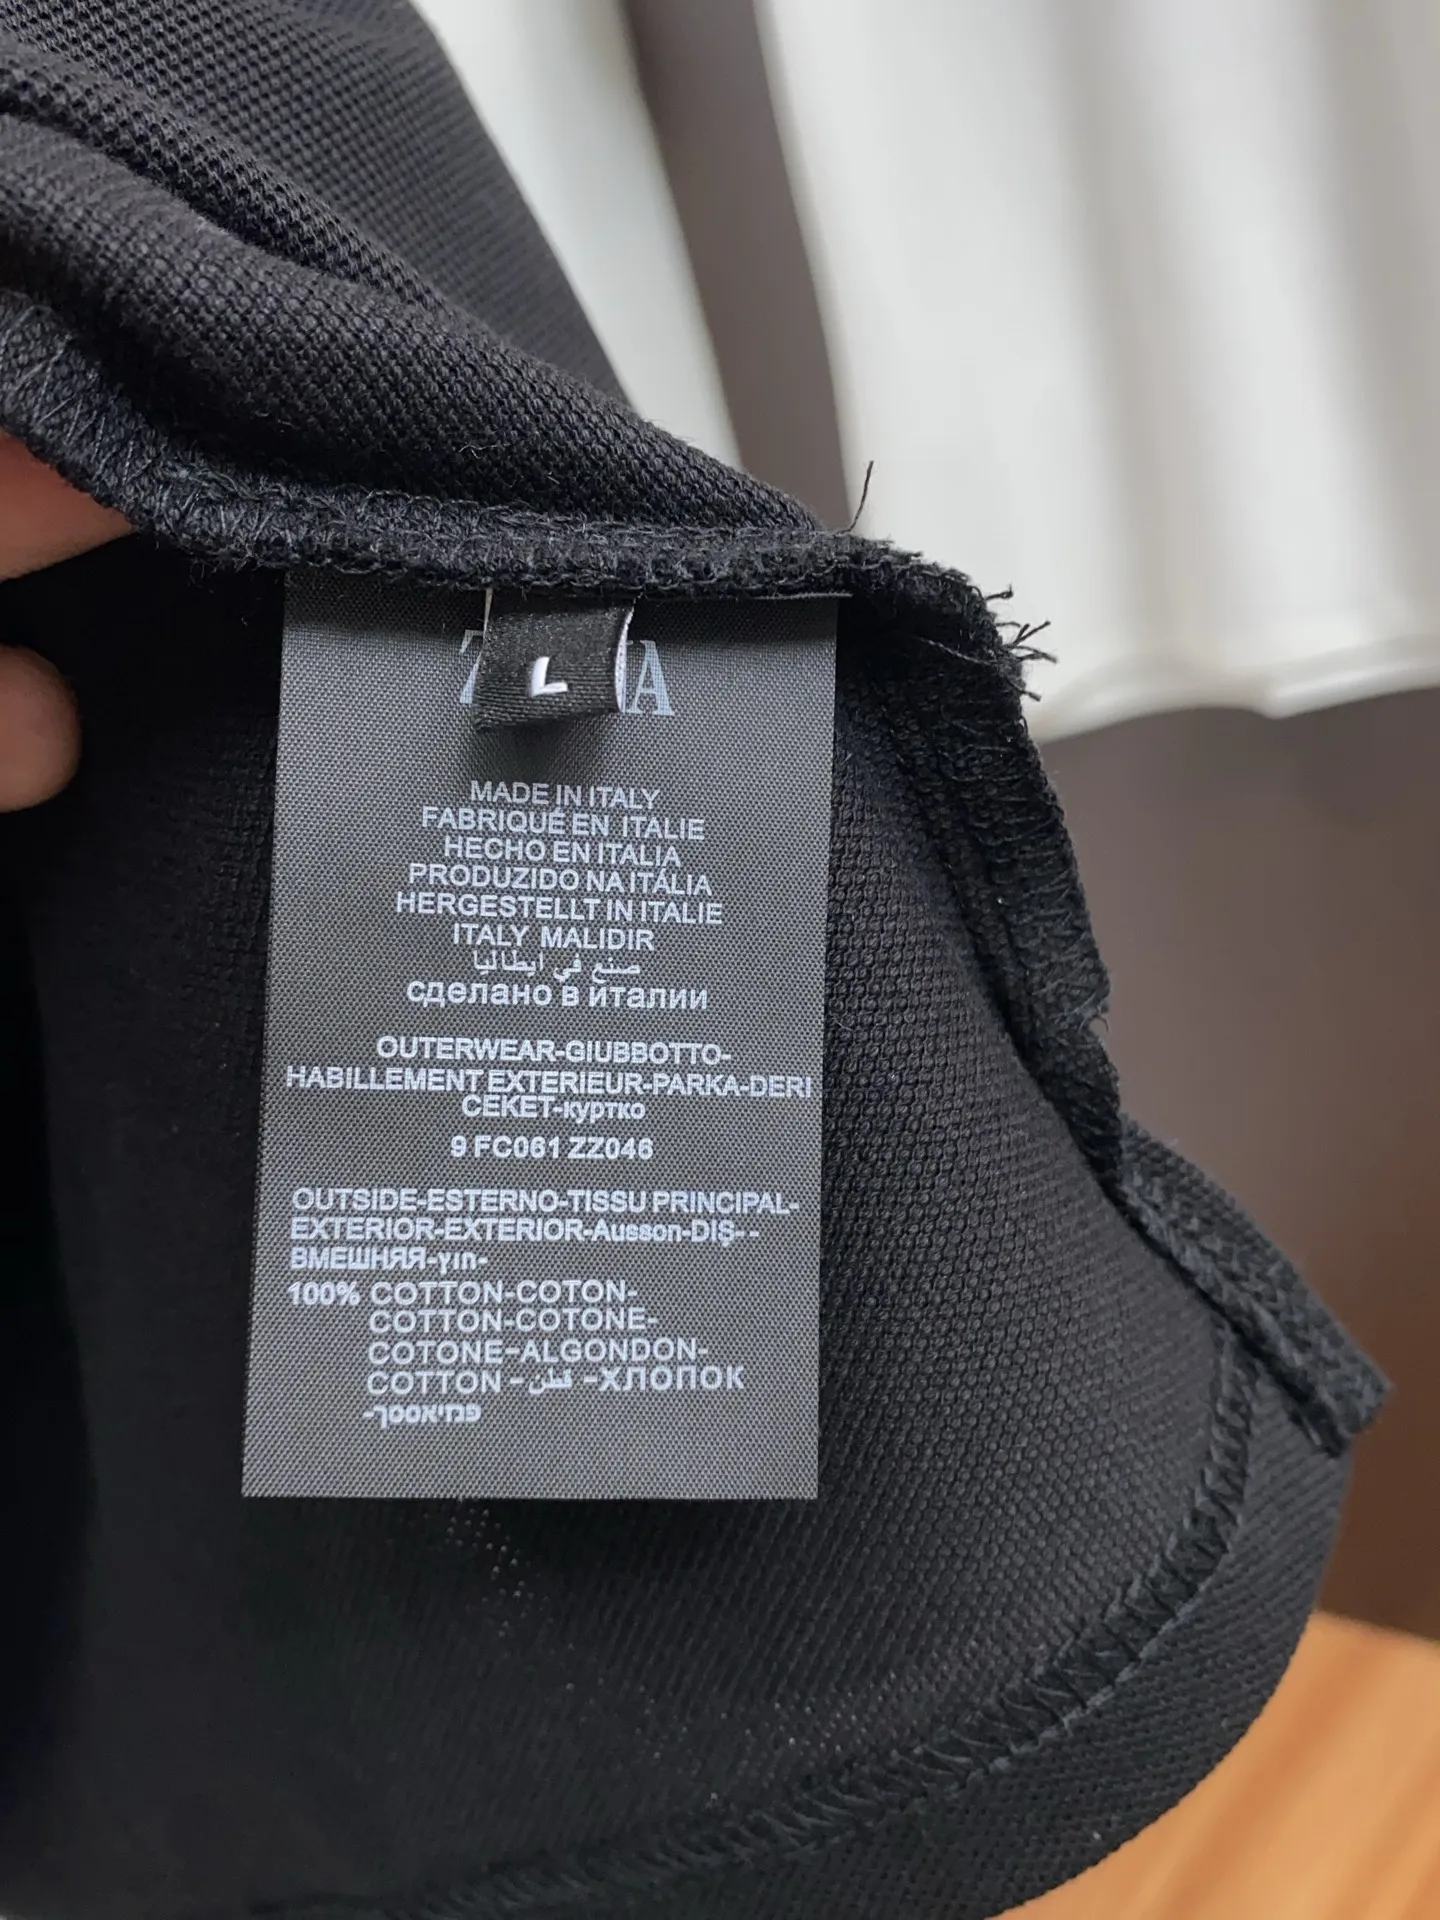 L
MADE IN ITALY
FABRIQUÉ EN ITALIE
HECHO EN ITALIA
PRODUZIDO NA ITÁLIA
HERGESTELLT IN ITALIE
ITALY MALIDIR
صنع في ايطاليا
сделано в италии
OUTERWEAR-GIUBBOTTO-
HABILLEMENT EXTERIEUR-PARKA-DERI
CEKET-куртко
9 FC061 ZZ046
OUTSIDE-ESTERNO-TISSU PRINCIPAL-
EXTERIOR-EXTERIOR-Ausson-DIŞ--
ВМЕШНЯЯ-ץוח-
100% COTTON-COTON-
COTTON-COTONE-
COTONE-ALGONDON-
COTTON-قطن-ХЛОПОК